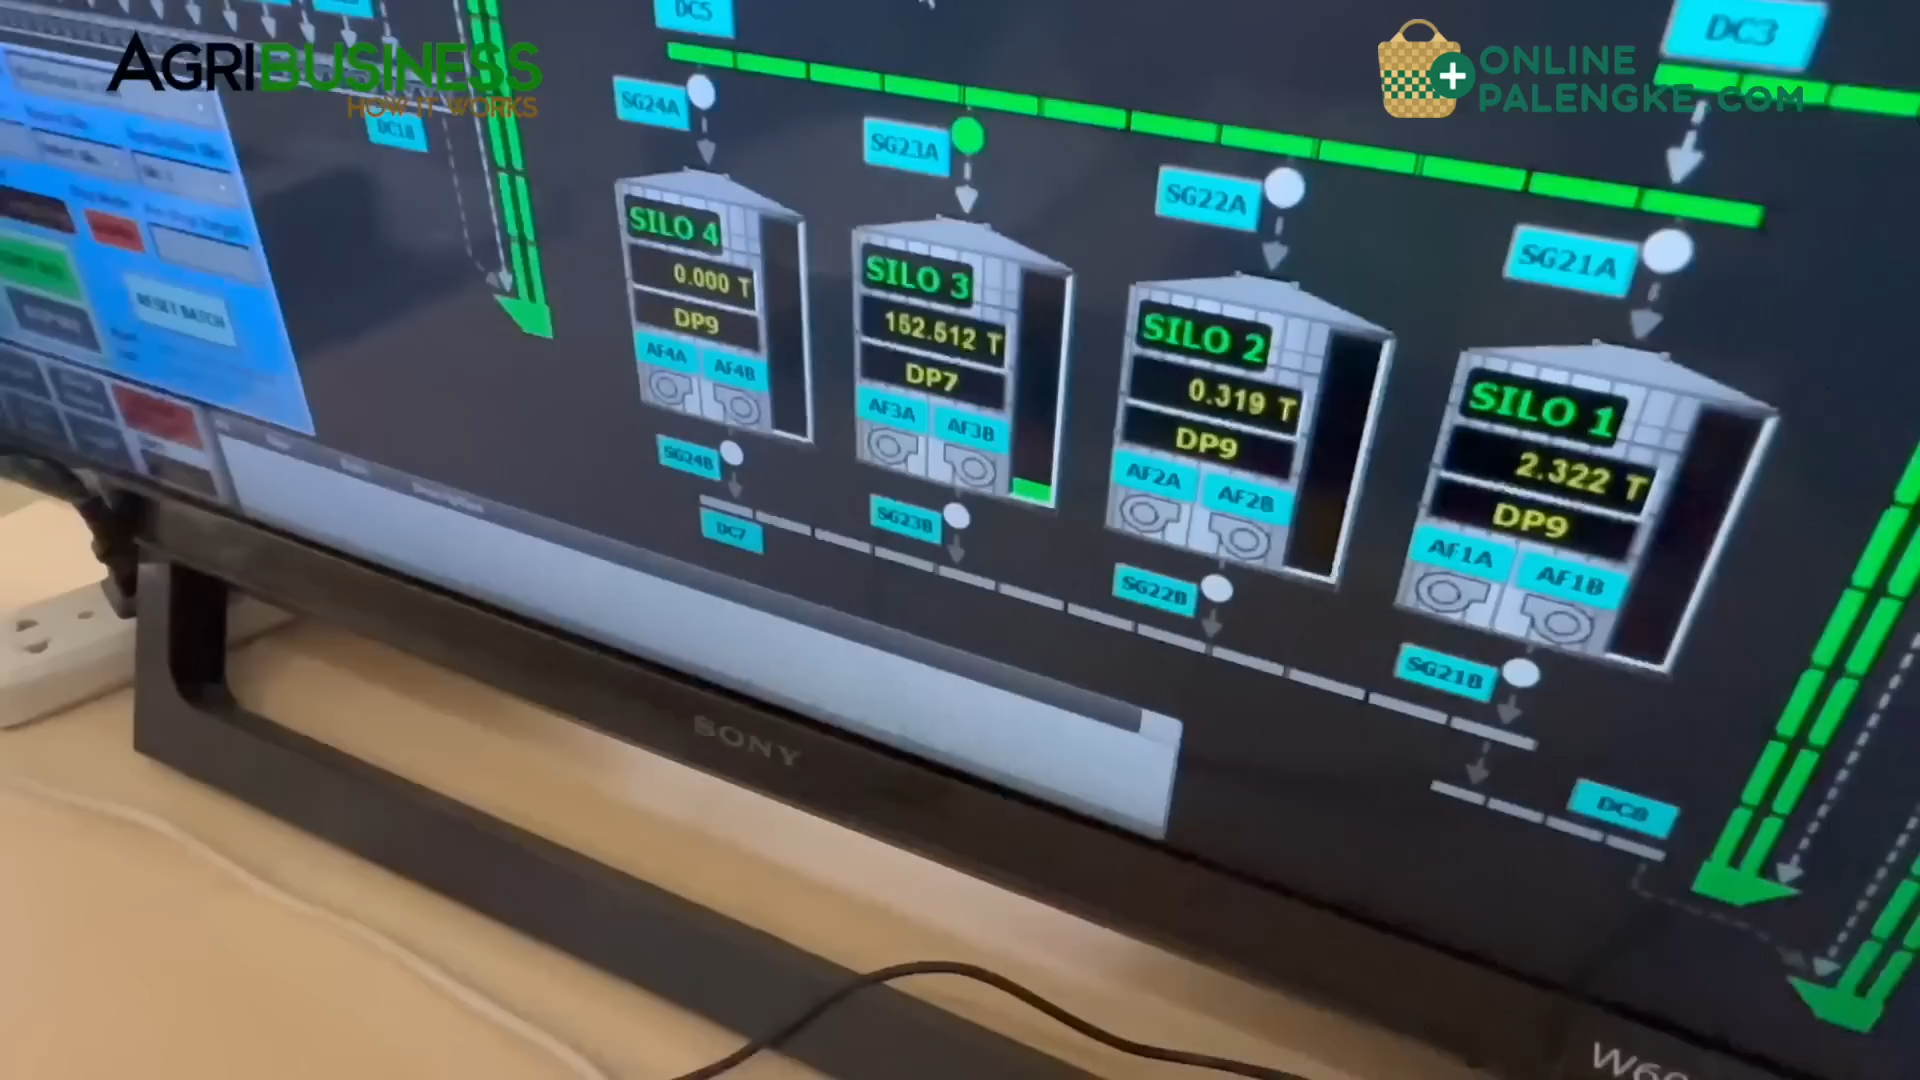 AGRIBUSINESS
HOW IT WORKS
ONLINE
PALENGKE.COM
DC5
DC3
DC18
SG24A
SG23A
SG22A
SG21A
SILO 4
0.000 T
DP9
AF4A
AF4B
SILO 3
152.512 T
DP7
AF3A
AF3B
SILO 2
0.319 T
DP9
AF2A
AF2B
SILO 1
2.322 T
DP9
AF1A
AF1B
RESET BATCH
SG24B
SG23B
SG22B
SG21B
DC7
DC8
Description
SONY